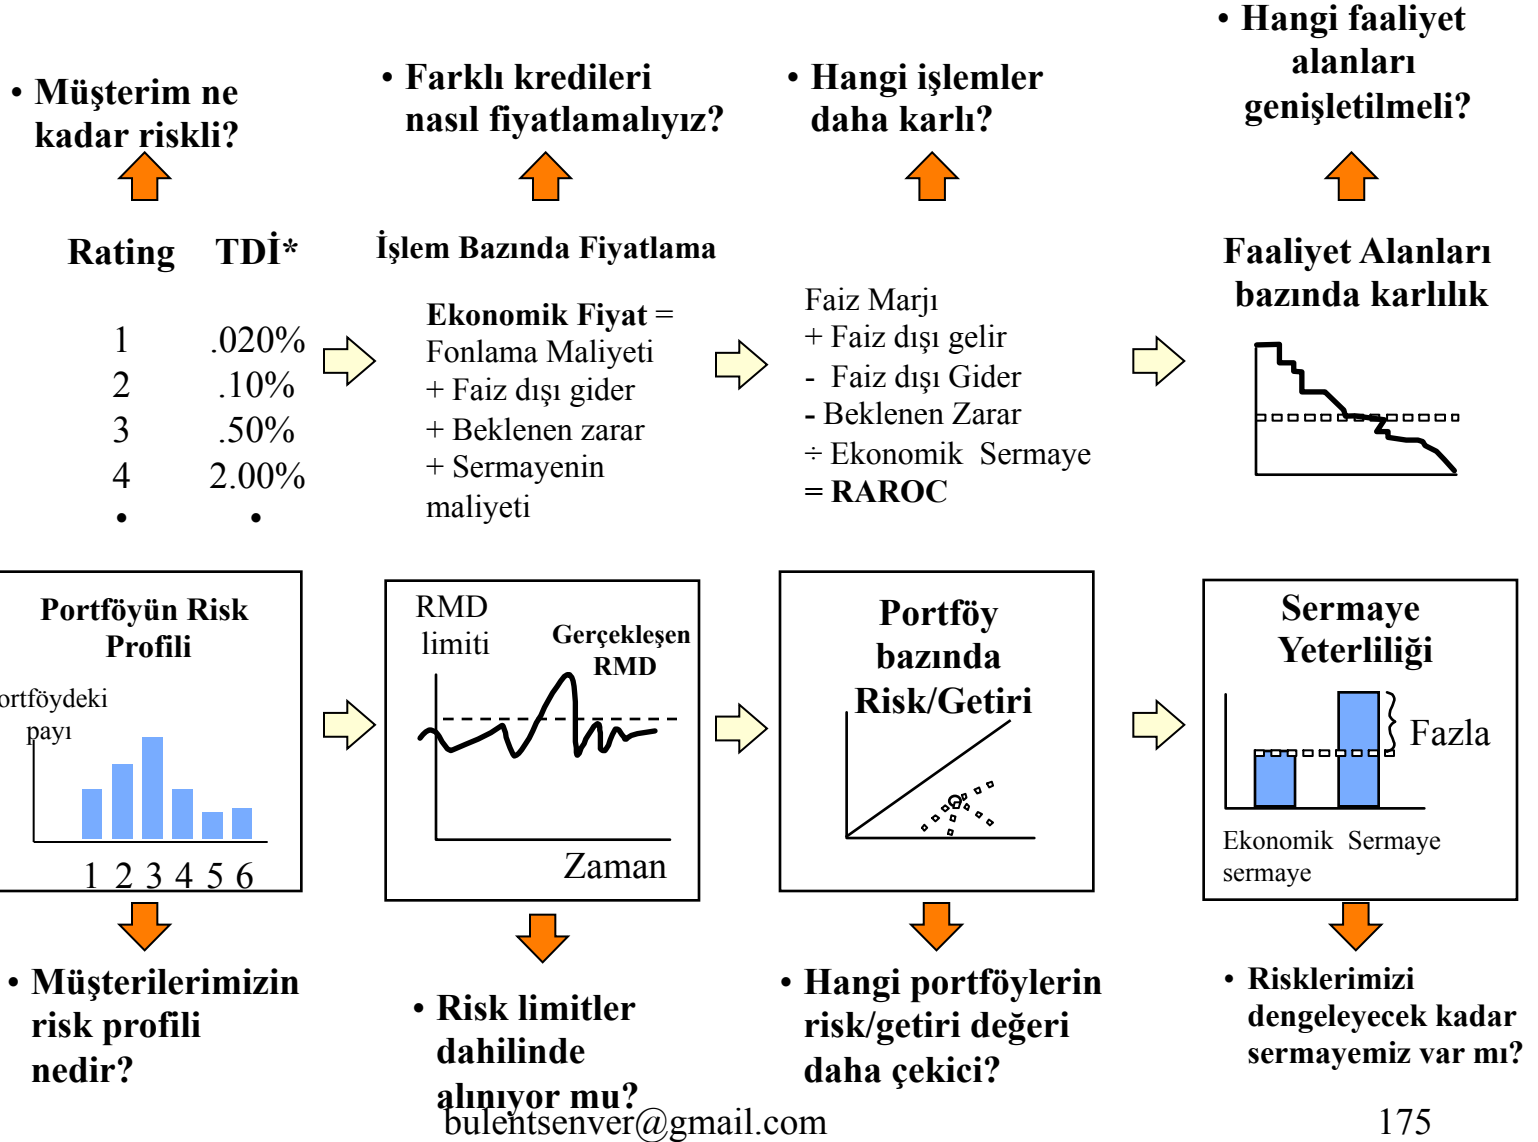 • Müşterim ne
kadar riskli?
• Farklı kredileri
nasıl fiyatlamalıyız?
• Hangi işlemler
daha karlı?
• Hangi faaliyet
alanları
genişletilmeli?
Rating TDİ*
1 .020%
2 .10%
3 .50%
4 2.00%
• •
İşlem Bazında Fiyatlama
Ekonomik Fiyat =
Fonlama Maliyeti
+ Faiz dışı gider
+ Beklenen zarar
+ Sermayenin
maliyeti
Faiz Marjı
+ Faiz dışı gelir
- Faiz dışı Gider
- Beklenen Zarar
÷ Ekonomik Sermaye
= RAROC
Faaliyet Alanları
bazında karlılık
Portföyün Risk
Profili
ortföydeki
payı
1 2 3 4 5 6
RMD
limiti
Gerçekleşen
RMD
Zaman
Portföy
bazında
Risk/Getiri
Sermaye
Yeterliliği
Fazla
Ekonomik Sermaye
sermaye
• Müşterilerimizin
risk profili
nedir?
• Risk limitler
dahilinde
alınıyor mu?
• Hangi portföylerin
risk/getiri değeri
daha çekici?
• Risklerimizi
dengeleyecek kadar
sermayemiz var mı?
bulentsenver@gmail.com 175